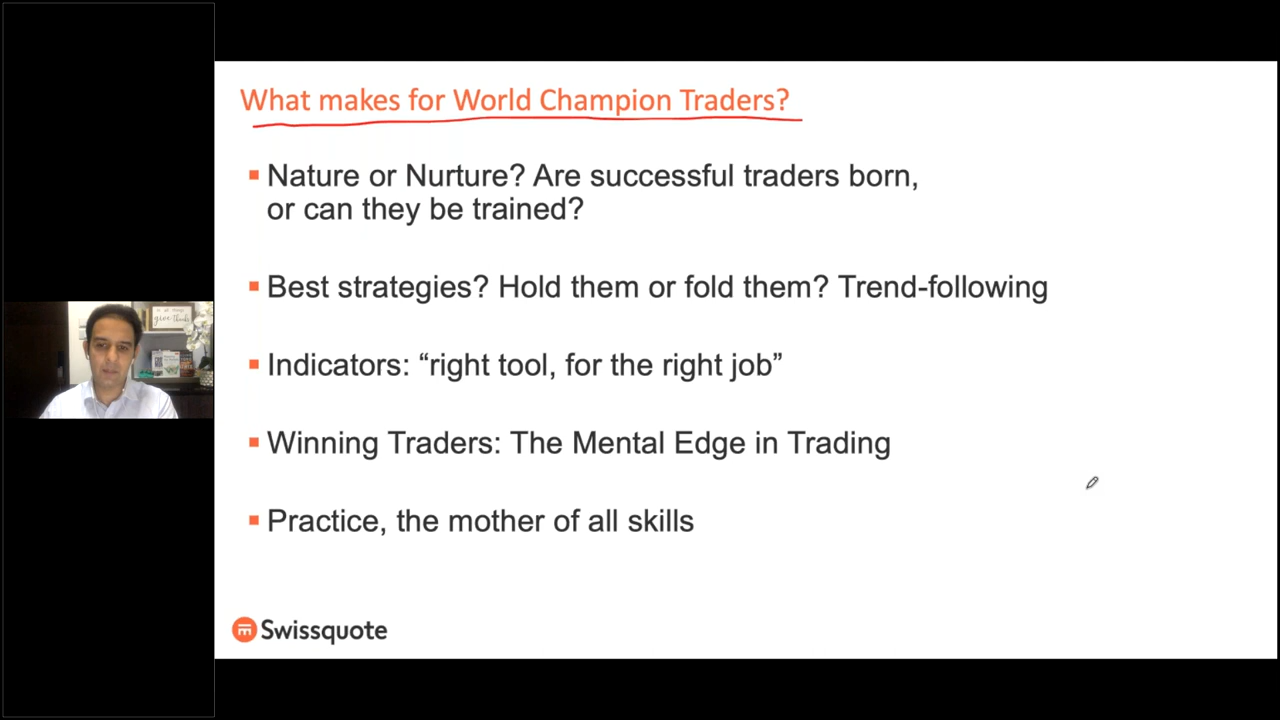 What makes for World Champion Traders?
▪ Nature or Nurture? Are successful traders born,
or can they be trained?
▪ Best strategies? Hold them or fold them? Trend-following
▪ Indicators: “right tool, for the right job”
▪ Winning Traders: The Mental Edge in Trading
▪ Practice, the mother of all skills
Swissquote
give thanks